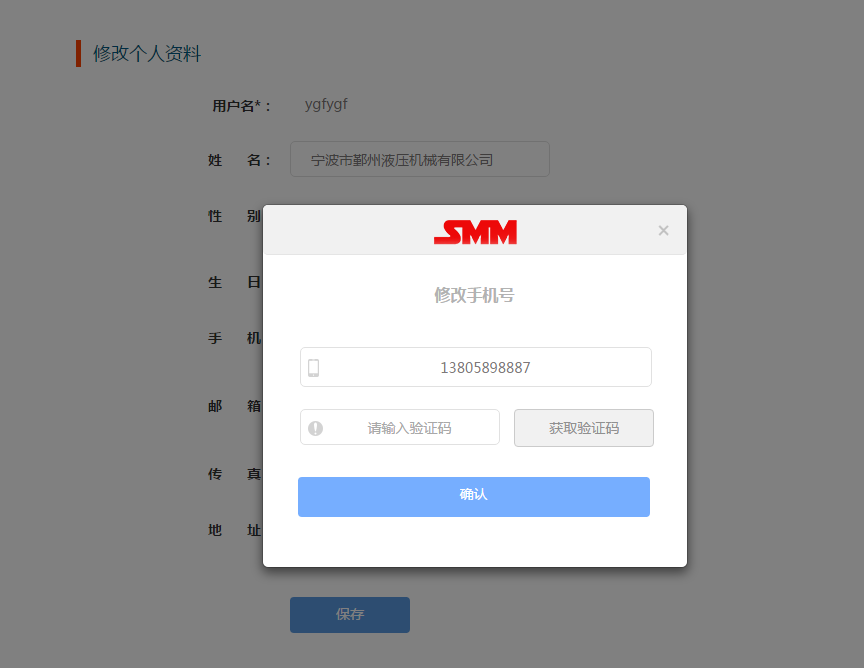 修改个人资料
用户名*： ygfygf
姓 名： 宁波市鄞州液压机械有限公司
性 别
SMM ×
生 日
修改手机号
手 机
13805898887
邮 箱
请输入验证码 获取验证码
传 真
确认
地 址
保存